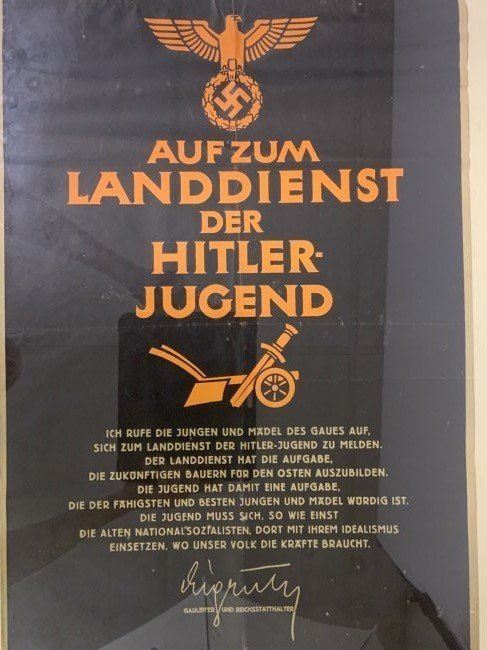 AUF ZUM
LANDDIENST
DER
HITLER-
JUGEND
ICH RUFE DIE JUNGEN UND MÄDEL DES GAUES AUF,
SICH ZUM LANDDIENST DER HITLER-JUGEND ZU MELDEN.
DER LANDDIENST HAT DIE AUFGABE,
DIE ZUKÜNFTIGEN BAUERN FÜR DEN OSTEN AUSZUBILDEN.
DIE JUGEND HAT DAMIT EINE AUFGABE,
DIE DER FÄHIGSTEN UND BESTEN JUNGEN UND MÄDEL WÜRDIG IST.
DIE JUGEND MUSS SICH, SO WIE EINST
DIE ALTEN NATIONALSOZIALISTEN, DORT MIT IHREM IDEALISMUS
EINSETZEN, WO UNSER VOLK DIE KRÄFTE BRAUCHT.
GAULEITER UND REICHSSTATTHALTER